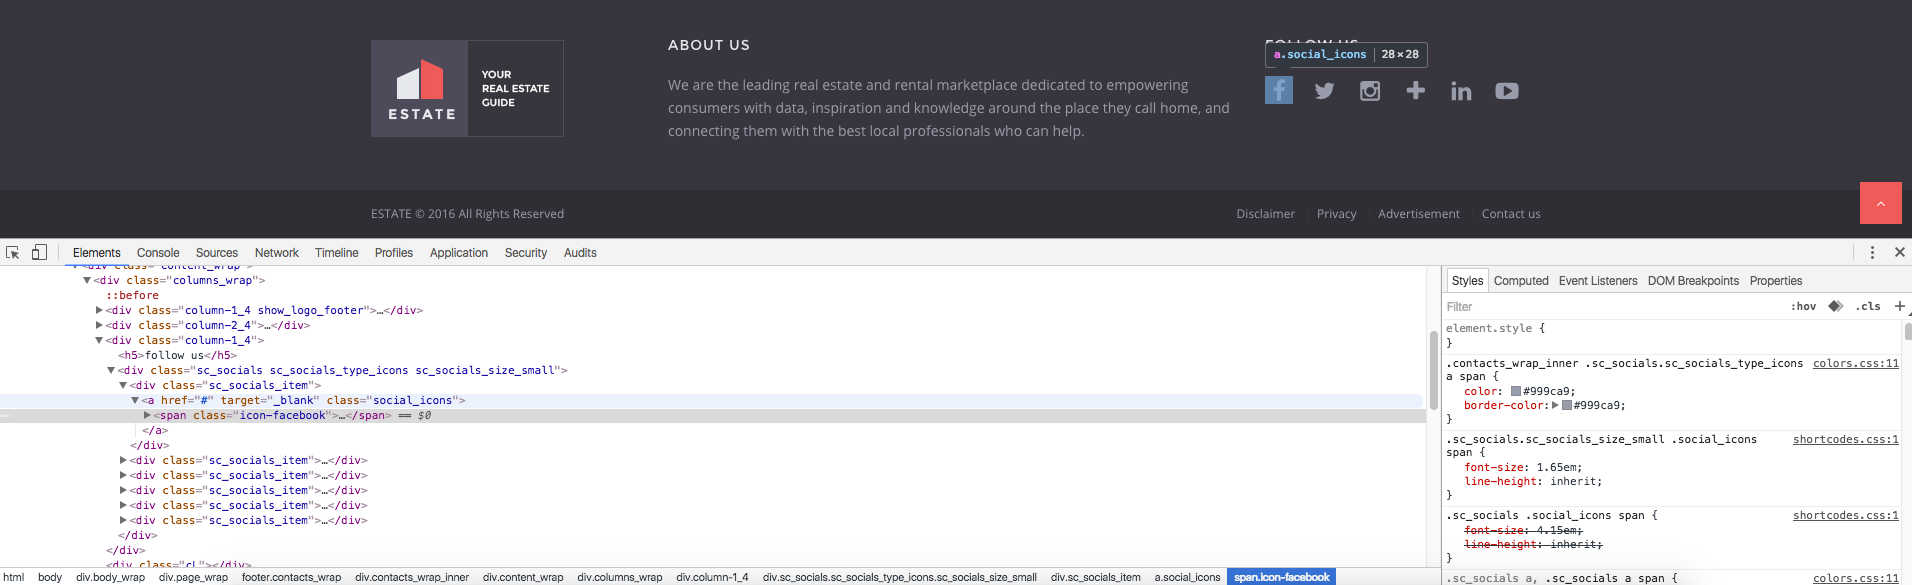 ABOUT US
FOLLOW US
a.social_icons | 28×28
YOUR
REAL ESTATE
GUIDE
ESTATE
We are the leading real estate and rental marketplace dedicated to empowering
consumers with data, inspiration and knowledge around the place they call home, and
connecting them with the best local professionals who can help.
ESTATE © 2016 All Rights Reserved
Disclaimer Privacy Advertisement Contact us
Elements Console Sources Network Timeline Profiles Application Security Audits
<div class="content_wrap">
<div class="columns_wrap">
::before
<div class="column-1_4 show_logo_footer">…</div>
<div class="column-2_4">…</div>
<div class="column-1_4">
<h5>follow us</h5>
<div class="sc_socials sc_socials_type_icons sc_socials_size_small">
<div class="sc_socials_item">
<a href="#" target="_blank" class="social_icons">
… <span class="icon-facebook">…</span> == $0
</a>
</div>
<div class="sc_socials_item">…</div>
<div class="sc_socials_item">…</div>
<div class="sc_socials_item">…</div>
<div class="sc_socials_item">…</div>
<div class="sc_socials_item">…</div>
</div>
</div>
<div class="cL"></div>
html body div.body_wrap div.page_wrap footer.contacts_wrap div.contacts_wrap_inner div.content_wrap div.columns_wrap div.column-1_4 div.sc_socials.sc_socials_type_icons.sc_socials_size_small div.sc_socials_item a.social_icons span.icon-facebook
Styles Computed Event Listeners DOM Breakpoints Properties
Filter :hov .cls +
element.style {
}
.contacts_wrap_inner .sc_socials.sc_socials_type_icons colors.css:11
a span {
color: #999ca9;
border-color: #999ca9;
}
.sc_socials.sc_socials_size_small .social_icons shortcodes.css:1
span {
font-size: 1.65em;
line-height: inherit;
}
.sc_socials .social_icons span { shortcodes.css:1
font-size: 4.15em;
line-height: inherit;
}
.sc_socials a, .sc_socials a span { colors.css:11